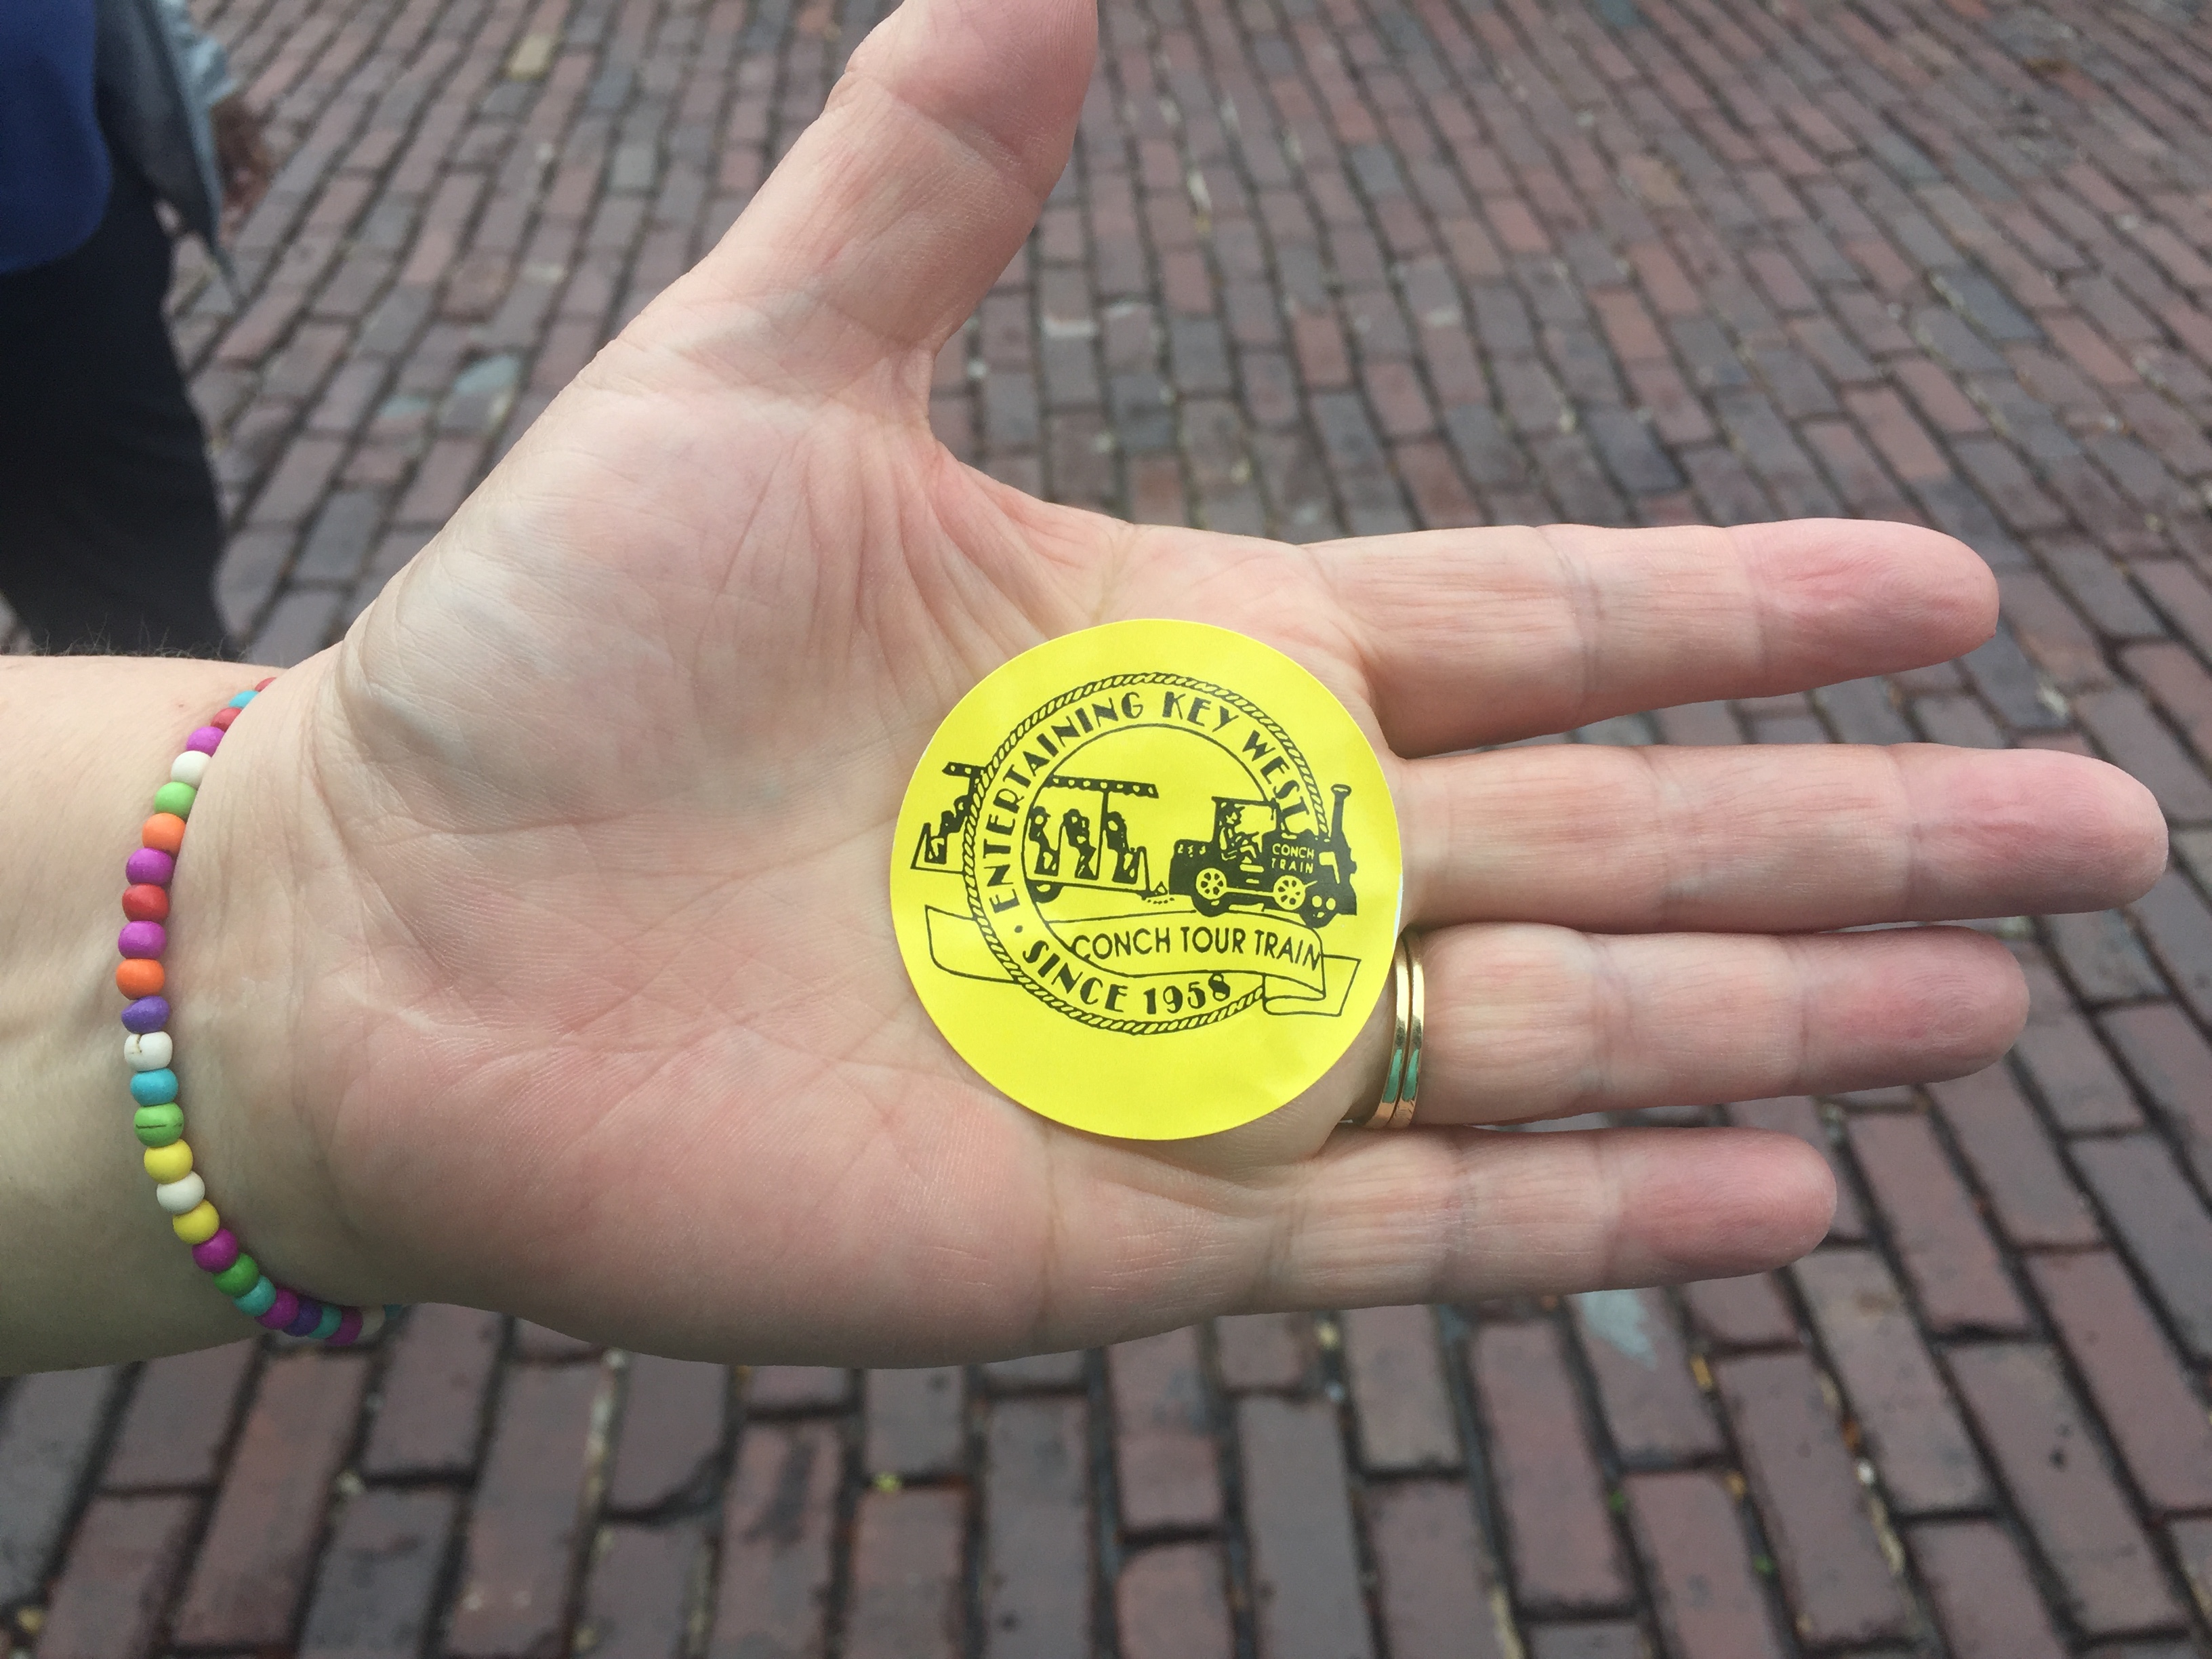 ENTERTAINING KEY WEST
CONCH
TRAIN
CONCH TOUR TRAIN
• SINCE 1958